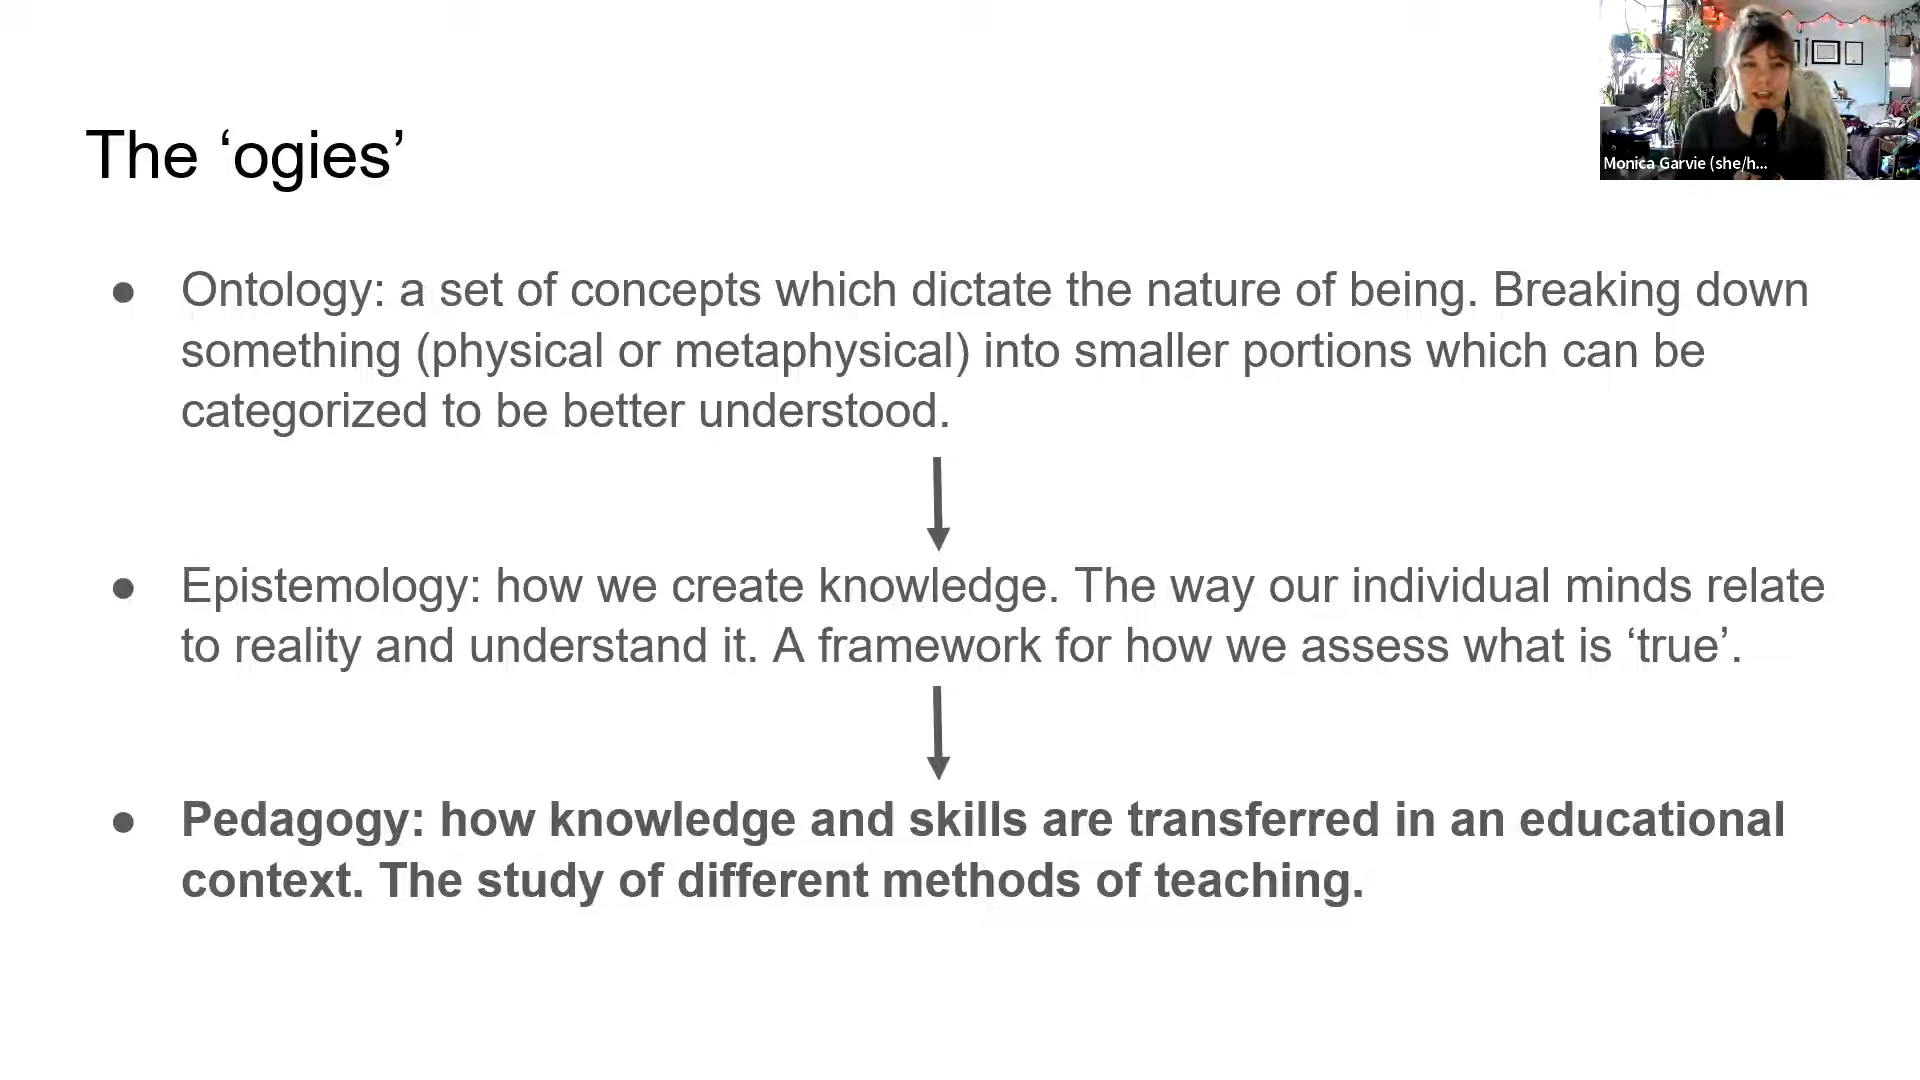 Monica Garvie (she/h...
The ‘ogies’
● Ontology: a set of concepts which dictate the nature of being. Breaking down
something (physical or metaphysical) into smaller portions which can be
categorized to be better understood.
● Epistemology: how we create knowledge. The way our individual minds relate
to reality and understand it. A framework for how we assess what is ‘true’.
● Pedagogy: how knowledge and skills are transferred in an educational
context. The study of different methods of teaching.